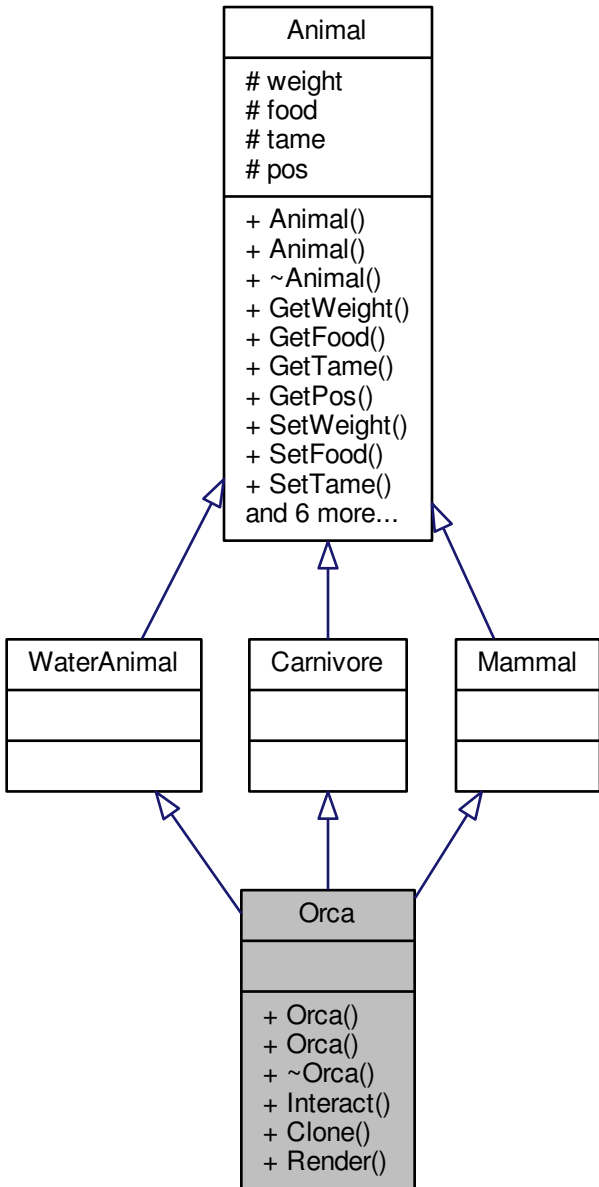 Animal
# weight
# food
# tame
# pos
+ Animal()
+ Animal()
+ ~Animal()
+ GetWeight()
+ GetFood()
+ GetTame()
+ GetPos()
+ SetWeight()
+ SetFood()
+ SetTame()
and 6 more...
WaterAnimal
Carnivore
Mammal
Orca
+ Orca()
+ Orca()
+ ~Orca()
+ Interact()
+ Clone()
+ Render()